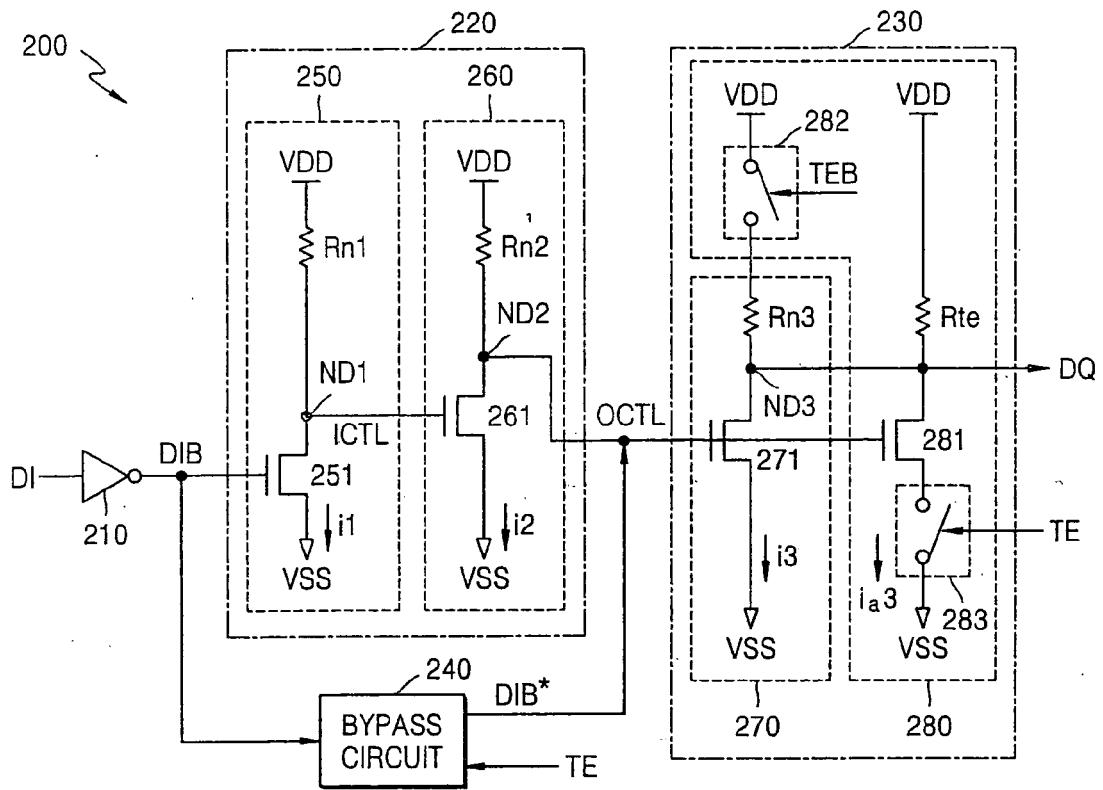 200
220
230
250
260
VDD
VDD
282
VDD
VDD
TEB
Rn1
Rn2
Rn3
Rte
ND2
ND1
ND3
DQ
ICTL
261
OCTL
271
281
DI
DIB
251
210
i1
i2
i3
ia3
TE
VSS
VSS
VSS
VSS
283
240
DIB*
BYPASS
CIRCUIT
TE
270
280